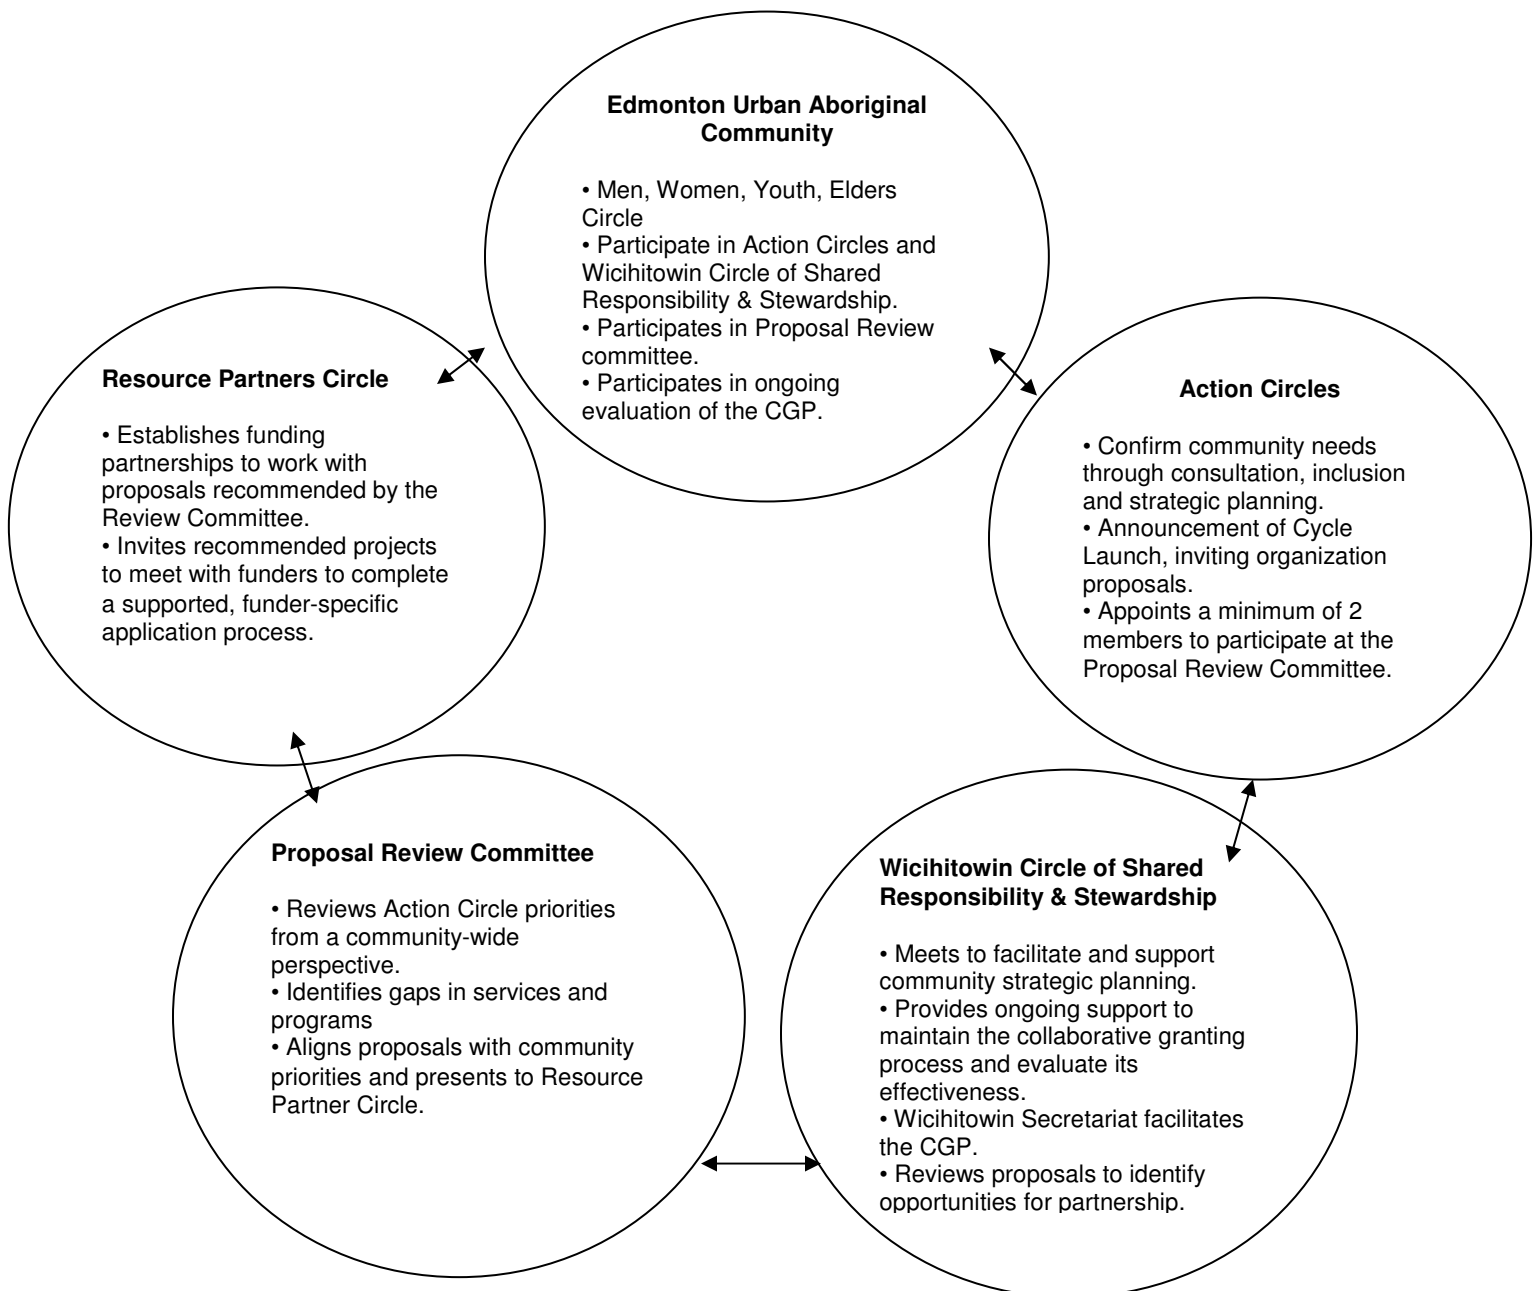 Edmonton Urban Aboriginal
Community
• Men, Women, Youth, Elders
Circle
• Participate in Action Circles and
Wicihitowin Circle of Shared
Responsibility & Stewardship.
• Participates in Proposal Review
committee.
• Participates in ongoing
evaluation of the CGP.
Resource Partners Circle
• Establishes funding
partnerships to work with
proposals recommended by the
Review Committee.
• Invites recommended projects
to meet with funders to complete
a supported, funder-specific
application process.
Action Circles
• Confirm community needs
through consultation, inclusion
and strategic planning.
• Announcement of Cycle
Launch, inviting organization
proposals.
• Appoints a minimum of 2
members to participate at the
Proposal Review Committee.
Proposal Review Committee
• Reviews Action Circle priorities
from a community-wide
perspective.
• Identifies gaps in services and
programs
• Aligns proposals with community
priorities and presents to Resource
Partner Circle.
Wicihitowin Circle of Shared
Responsibility & Stewardship
• Meets to facilitate and support
community strategic planning.
• Provides ongoing support to
maintain the collaborative granting
process and evaluate its
effectiveness.
• Wicihitowin Secretariat facilitates
the CGP.
• Reviews proposals to identify
opportunities for partnership.